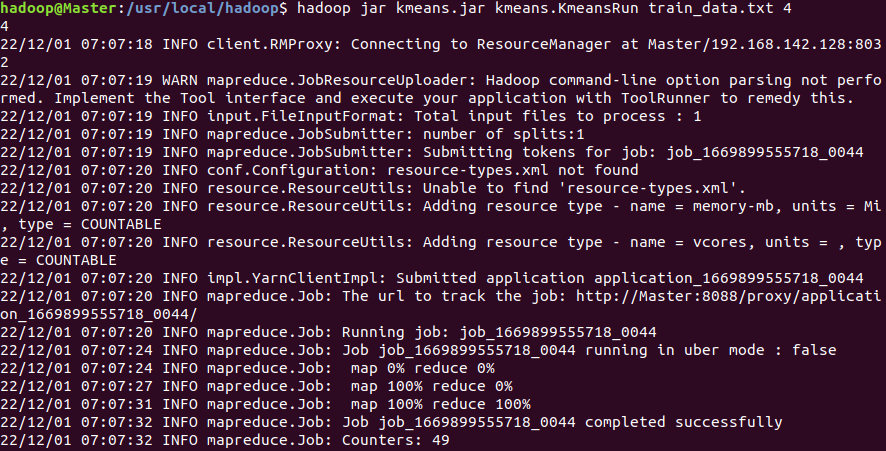 hadoop@Master:/usr/local/hadoop$ hadoop jar kmeans.jar kmeans.KmeansRun train_data.txt 4
4
22/12/01 07:07:18 INFO client.RMProxy: Connecting to ResourceManager at Master/192.168.142.128:803
2
22/12/01 07:07:19 WARN mapreduce.JobResourceUploader: Hadoop command-line option parsing not perfo
rmed. Implement the Tool interface and execute your application with ToolRunner to remedy this.
22/12/01 07:07:19 INFO input.FileInputFormat: Total input files to process : 1
22/12/01 07:07:19 INFO mapreduce.JobSubmitter: number of splits:1
22/12/01 07:07:19 INFO mapreduce.JobSubmitter: Submitting tokens for job: job_1669899555718_0044
22/12/01 07:07:20 INFO conf.Configuration: resource-types.xml not found
22/12/01 07:07:20 INFO resource.ResourceUtils: Unable to find 'resource-types.xml'.
22/12/01 07:07:20 INFO resource.ResourceUtils: Adding resource type - name = memory-mb, units = Mi
, type = COUNTABLE
22/12/01 07:07:20 INFO resource.ResourceUtils: Adding resource type - name = vcores, units = , typ
e = COUNTABLE
22/12/01 07:07:20 INFO impl.YarnClientImpl: Submitted application application_1669899555718_0044
22/12/01 07:07:20 INFO mapreduce.Job: The url to track the job: http://Master:8088/proxy/applicati
on_1669899555718_0044/
22/12/01 07:07:20 INFO mapreduce.Job: Running job: job_1669899555718_0044
22/12/01 07:07:24 INFO mapreduce.Job: Job job_1669899555718_0044 running in uber mode : false
22/12/01 07:07:24 INFO mapreduce.Job:  map 0% reduce 0%
22/12/01 07:07:27 INFO mapreduce.Job:  map 100% reduce 0%
22/12/01 07:07:31 INFO mapreduce.Job:  map 100% reduce 100%
22/12/01 07:07:32 INFO mapreduce.Job: Job job_1669899555718_0044 completed successfully
22/12/01 07:07:32 INFO mapreduce.Job: Counters: 49